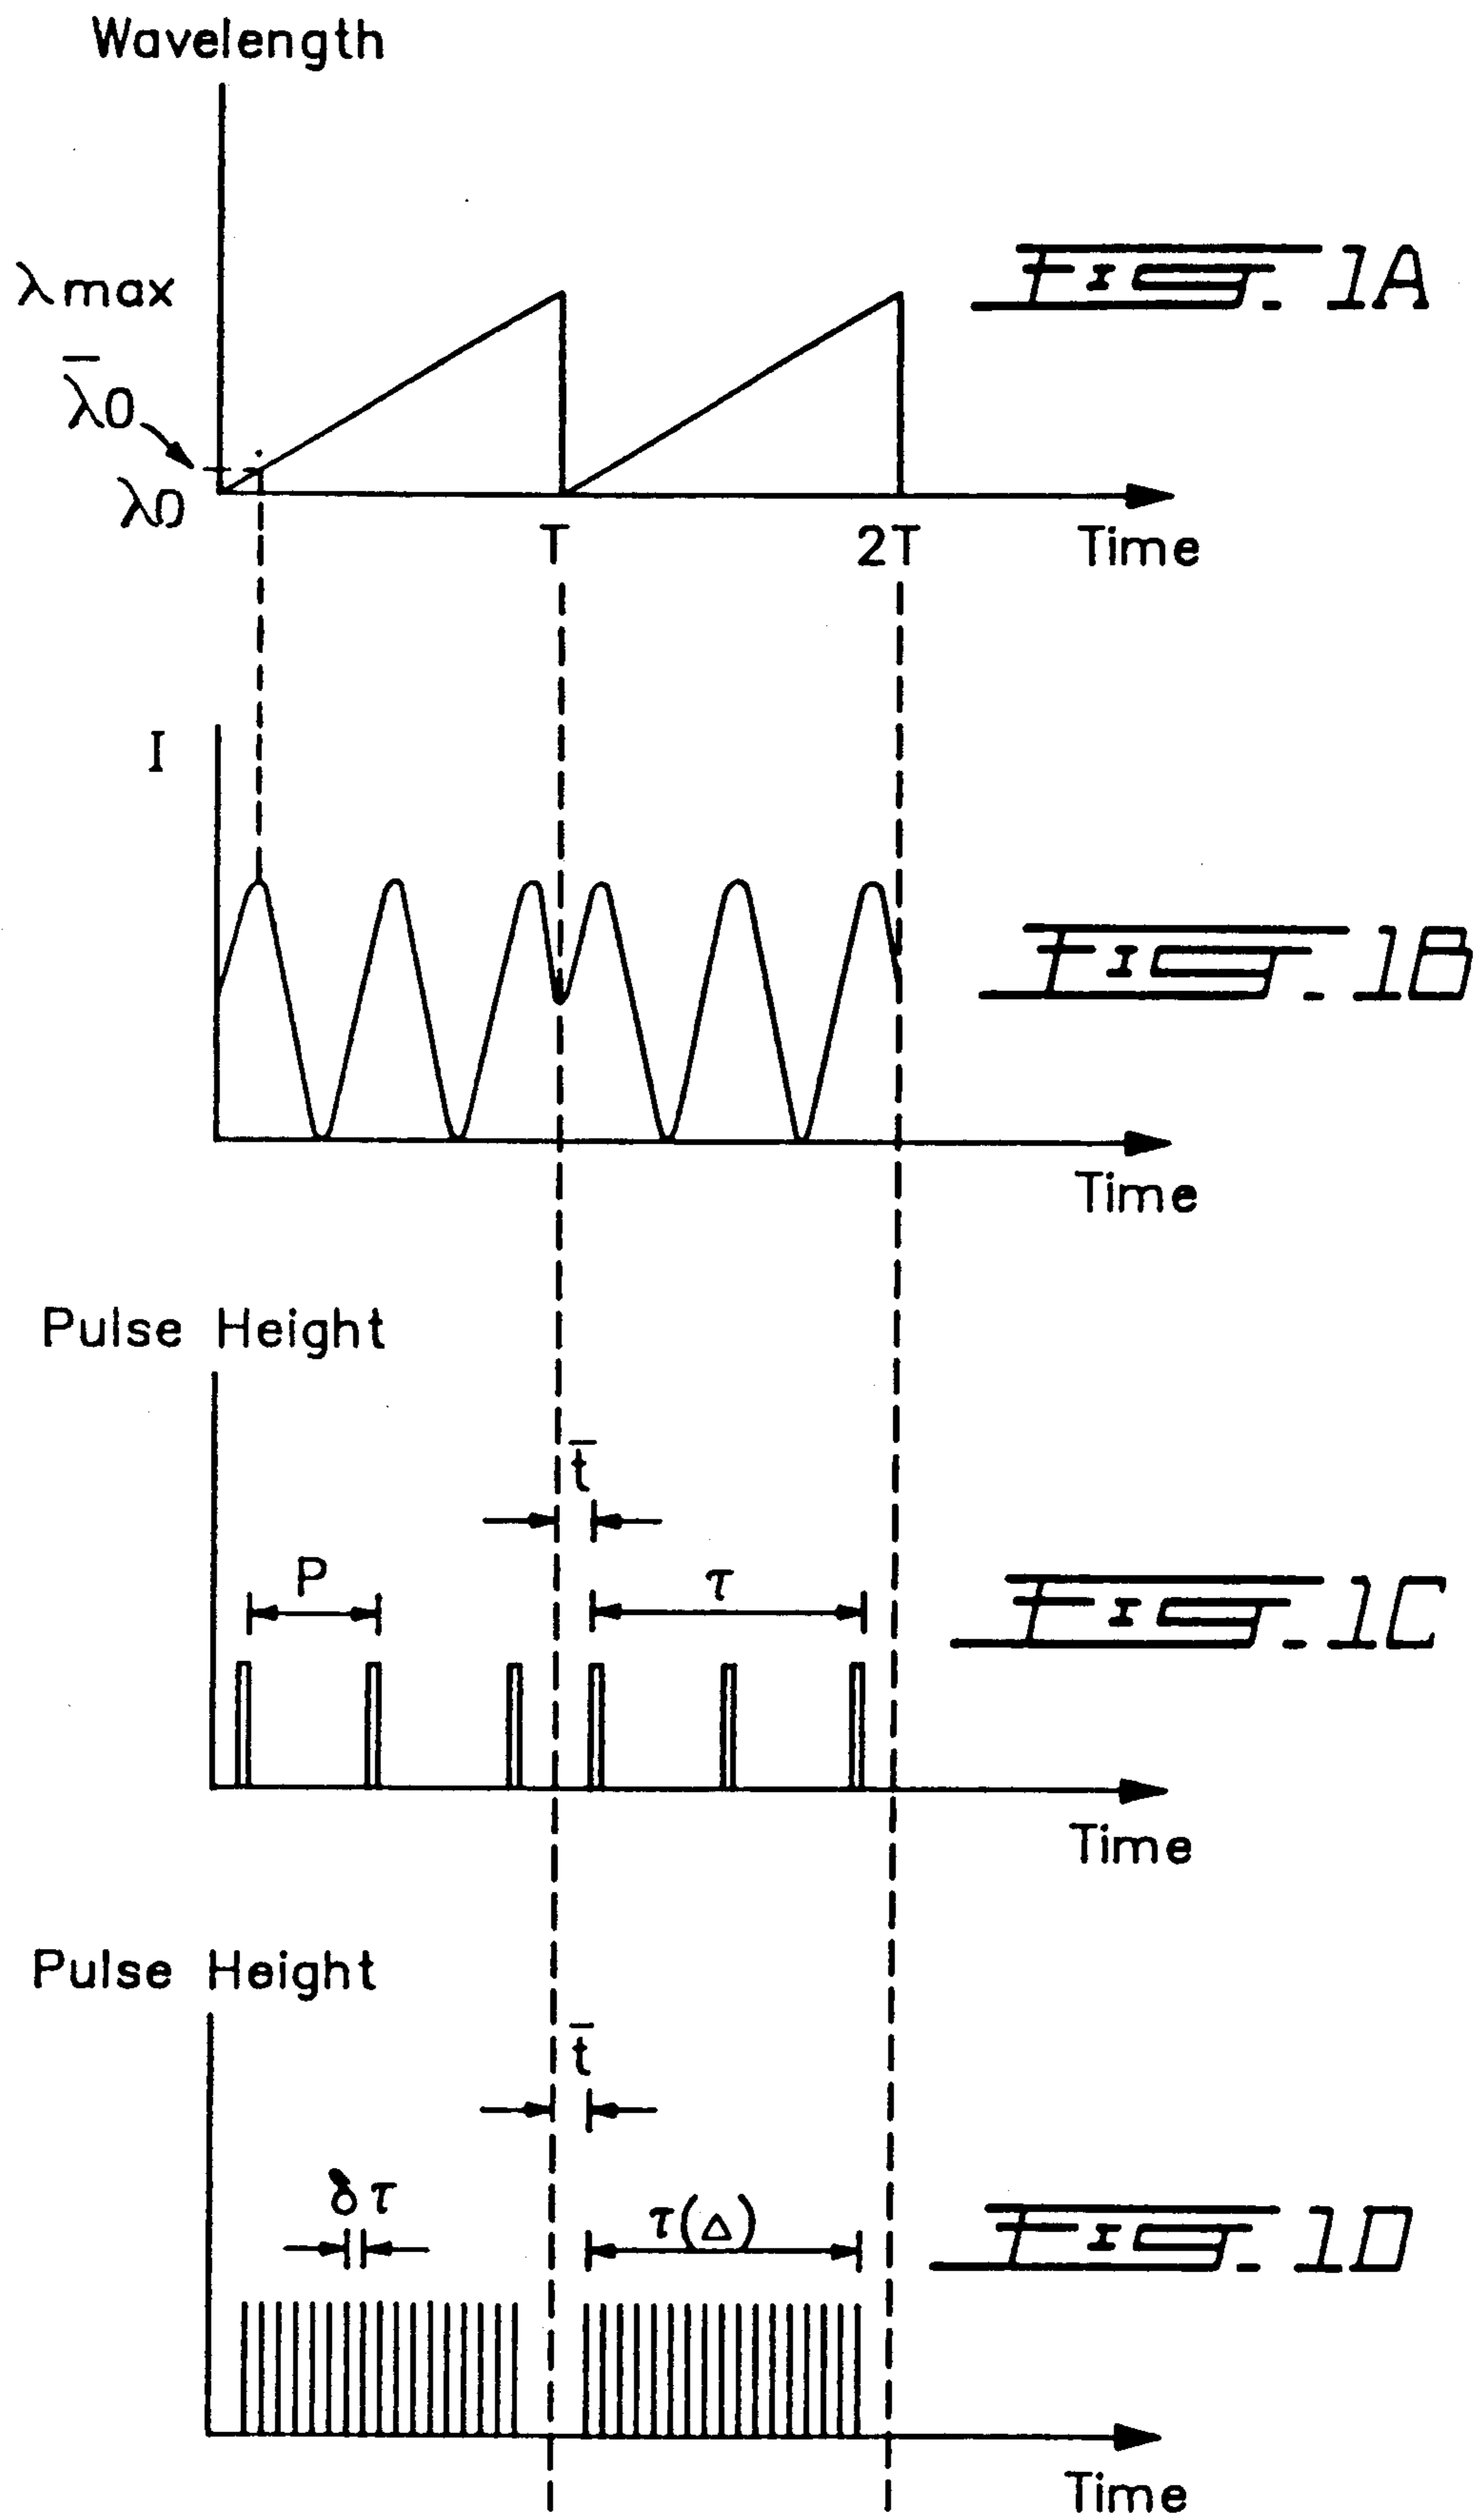 Wavelength
λmax
FIG. 1A
λ̄0
λ0
T
2T
Time
I
FIG. 1B
Time
Pulse Height
t̄
P
τ
FIG. 1C
Time
Pulse Height
t̄
δτ
τ(△)
FIG. 1D
Time